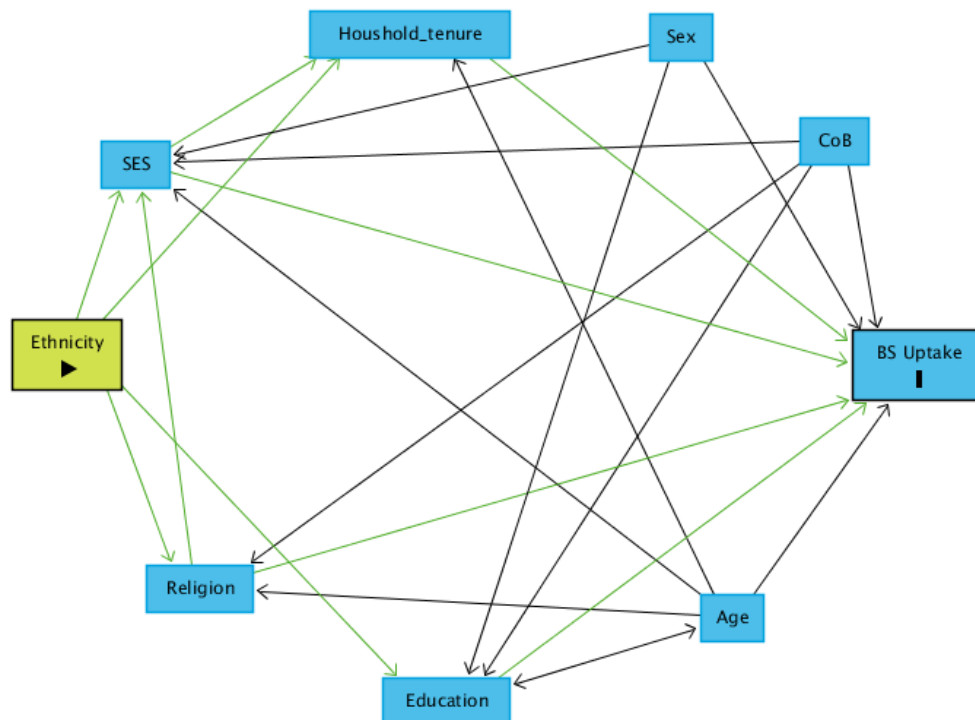 Houshold_tenure
Sex
CoB
SES
Ethnicity
BS Uptake
Religion
Age
Education